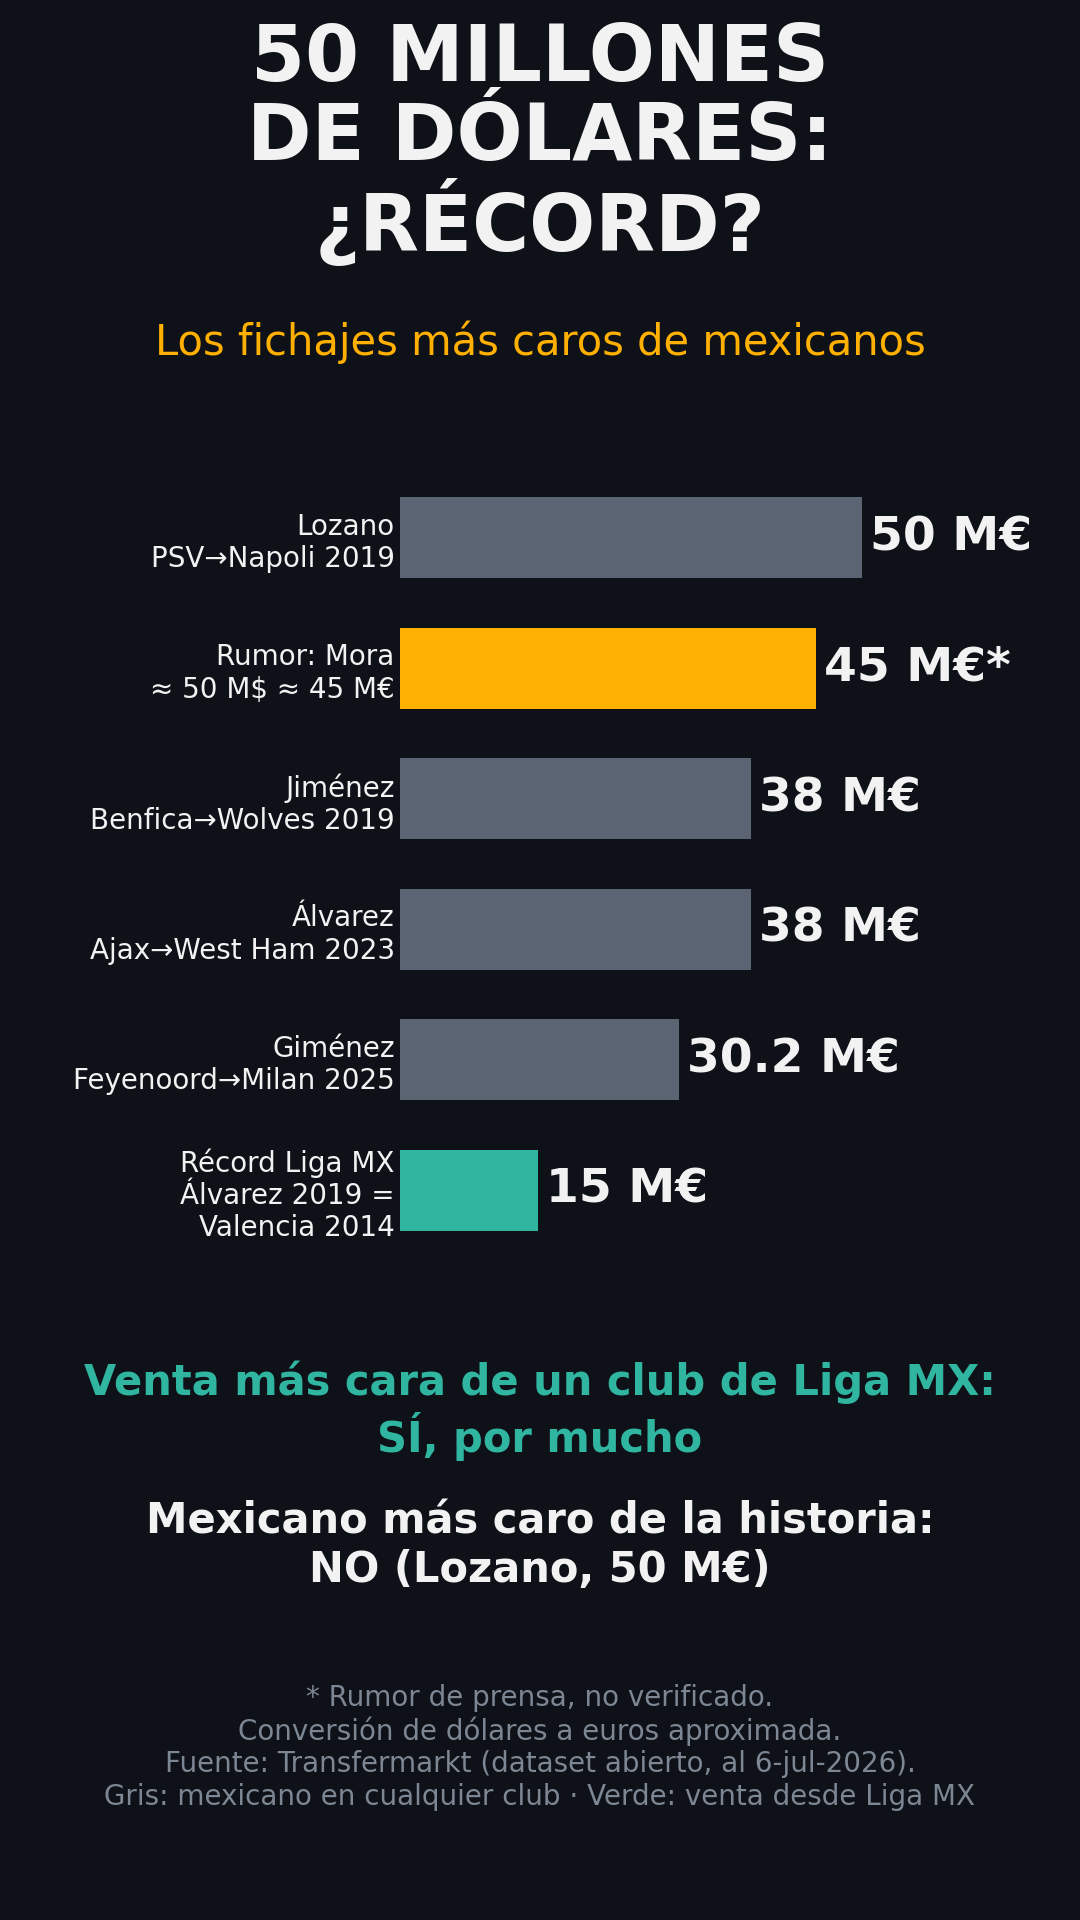 50 MILLONES
DE DÓLARES:
¿RÉCORD?
Los fichajes más caros de mexicanos
Lozano
PSV→Napoli 2019
50 M€
Rumor: Mora
≈ 50 M$ ≈ 45 M€
45 M€*
Jiménez
Benfica→Wolves 2019
38 M€
Álvarez
Ajax→West Ham 2023
38 M€
Giménez
Feyenoord→Milan 2025
30.2 M€
Récord Liga MX
Álvarez 2019 =
Valencia 2014
15 M€
Venta más cara de un club de Liga MX:
SÍ, por mucho
Mexicano más caro de la historia:
NO (Lozano, 50 M€)
* Rumor de prensa, no verificado.
Conversión de dólares a euros aproximada.
Fuente: Transfermarkt (dataset abierto, al 6-jul-2026).
Gris: mexicano en cualquier club · Verde: venta desde Liga MX